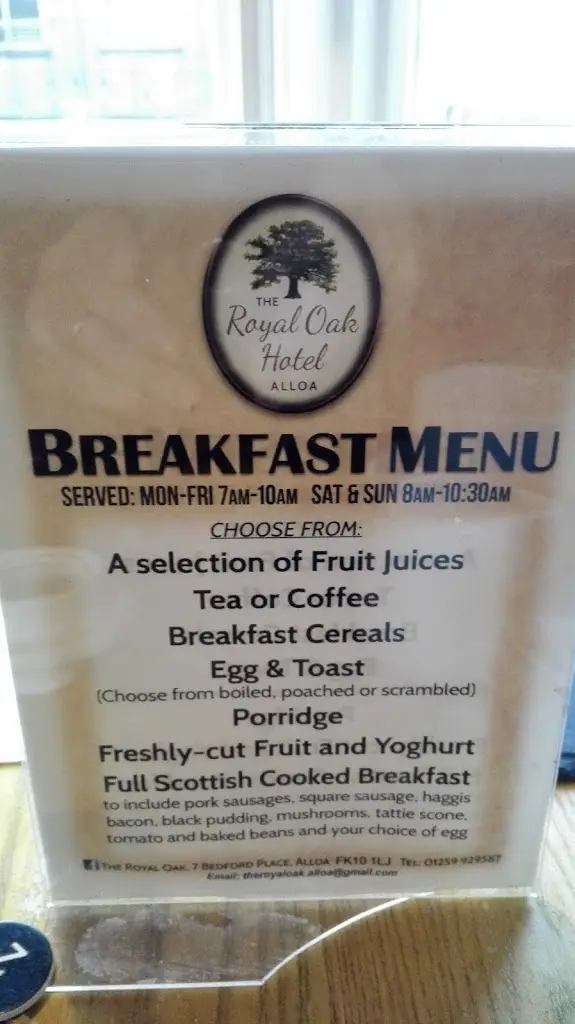 THE
Royal Oak
Hotel
ALLOA
BREAKFAST MENU
SERVED: MON-FRI 7AM-10AM SAT & SUN 8AM-10:30AM
CHOOSE FROM:
A selection of Fruit Juices
Tea or Coffee
Breakfast Cereals
Egg & Toast
(Choose from boiled, poached or scrambled)
Porridge
Freshly-cut Fruit and Yoghurt
Full Scottish Cooked Breakfast
to include pork sausages, square sausage, haggis
bacon, black pudding, mushrooms, tattie scone,
tomato and baked beans and your choice of egg
THE ROYAL OAK, 7 BEDFORD PLACE, ALLOA FK10 1LJ TEL: 01259 929587
Email: theroyaloak.alloa@gmail.com